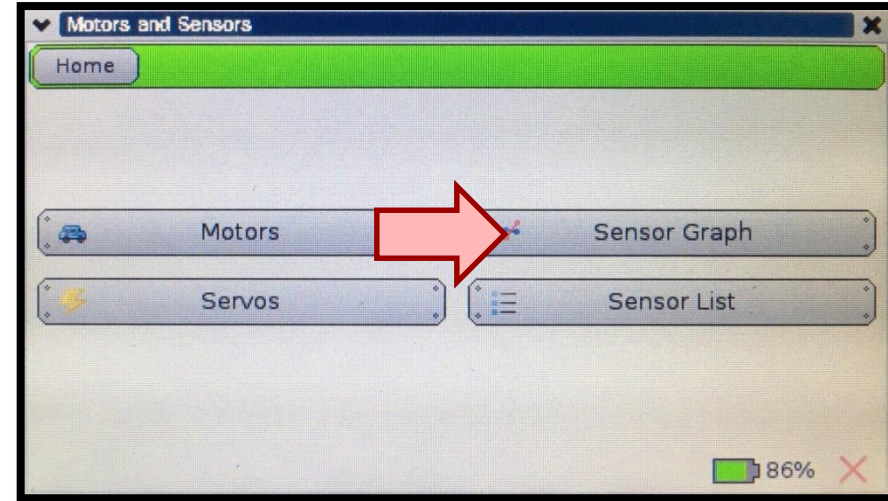 Motors and Sensors
Home
Motors
Sensor Graph
Servos
Sensor List
86%